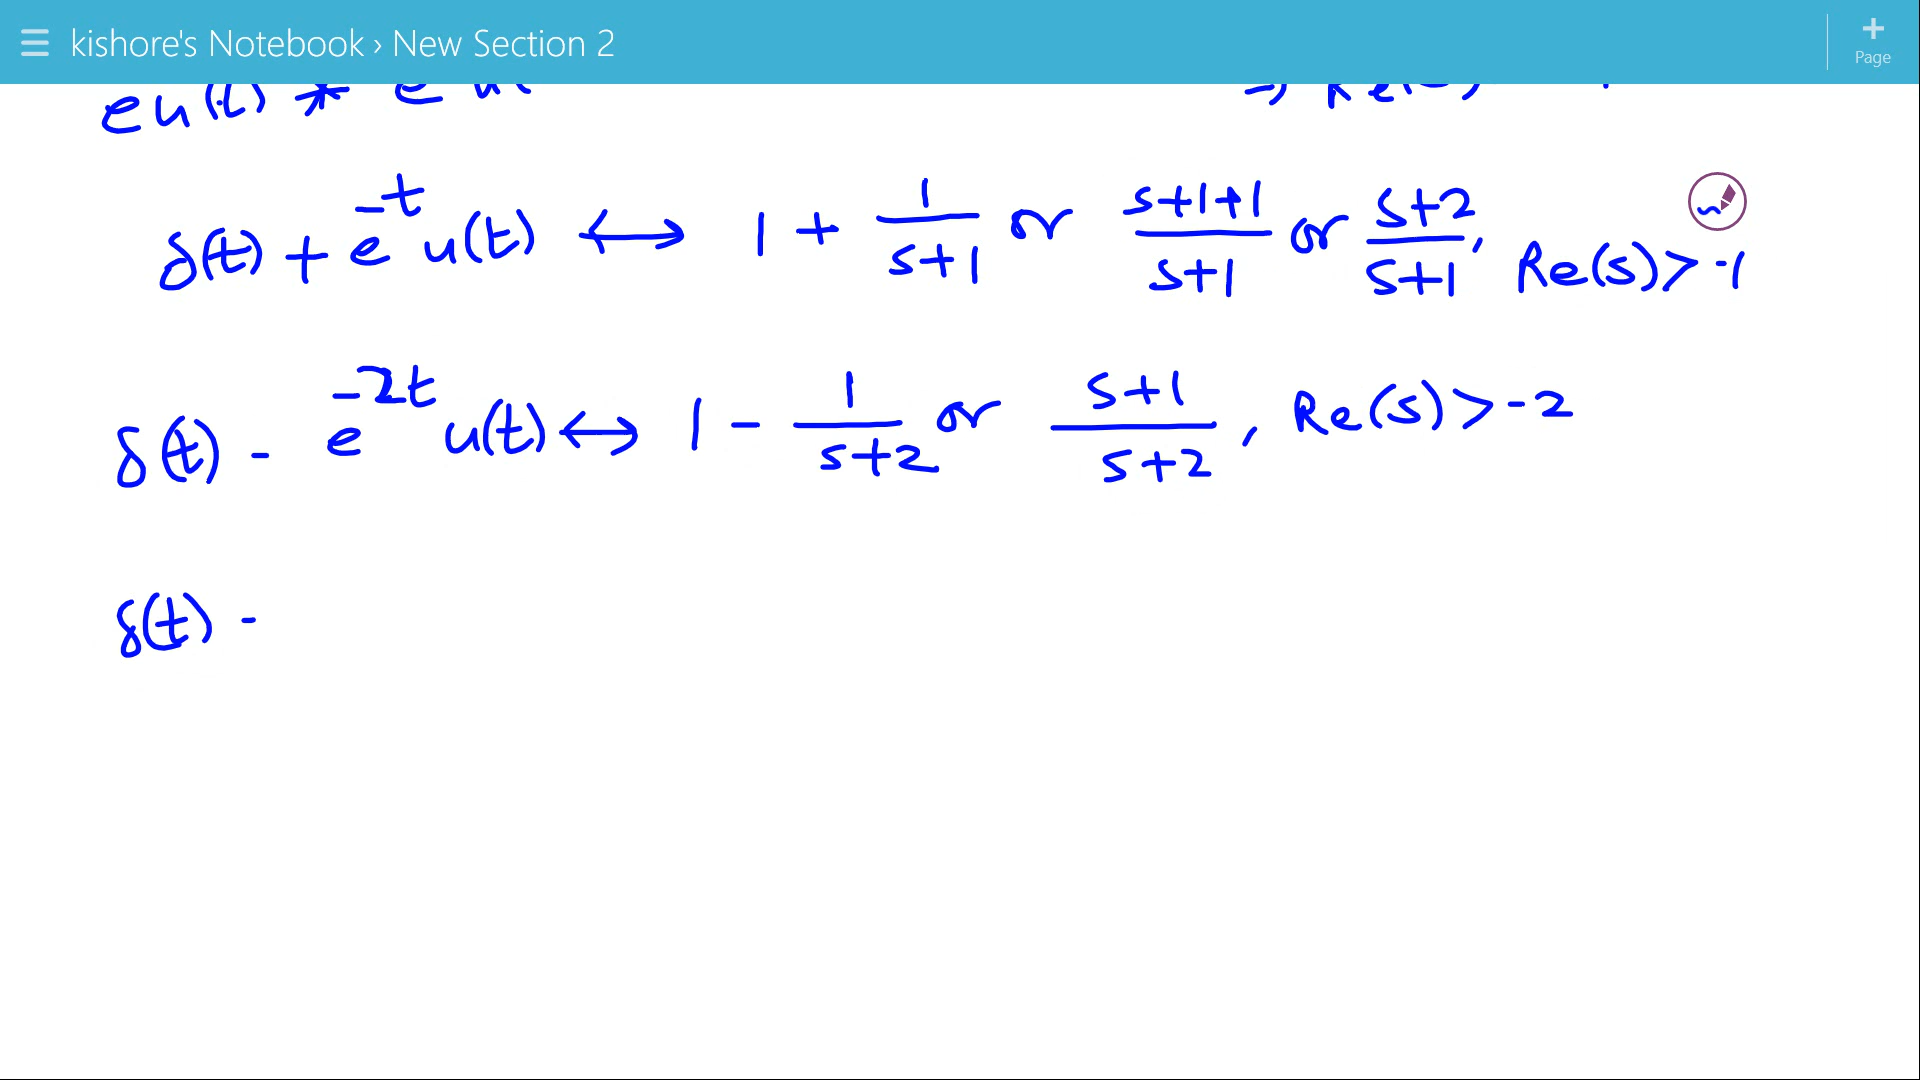 kishore's Notebook › New Section 2
+
Page
e u(t) * e
δ(t) + e^{-t} u(t) ↔ 1 + 1/(s+1) or (s+1+1)/(s+1) or (s+2)/(s+1), Re(s) > -1
δ(t) - e^{-2t} u(t) ↔ 1 - 1/(s+2) or (s+1)/(s+2), Re(s) > -2
δ(t) -